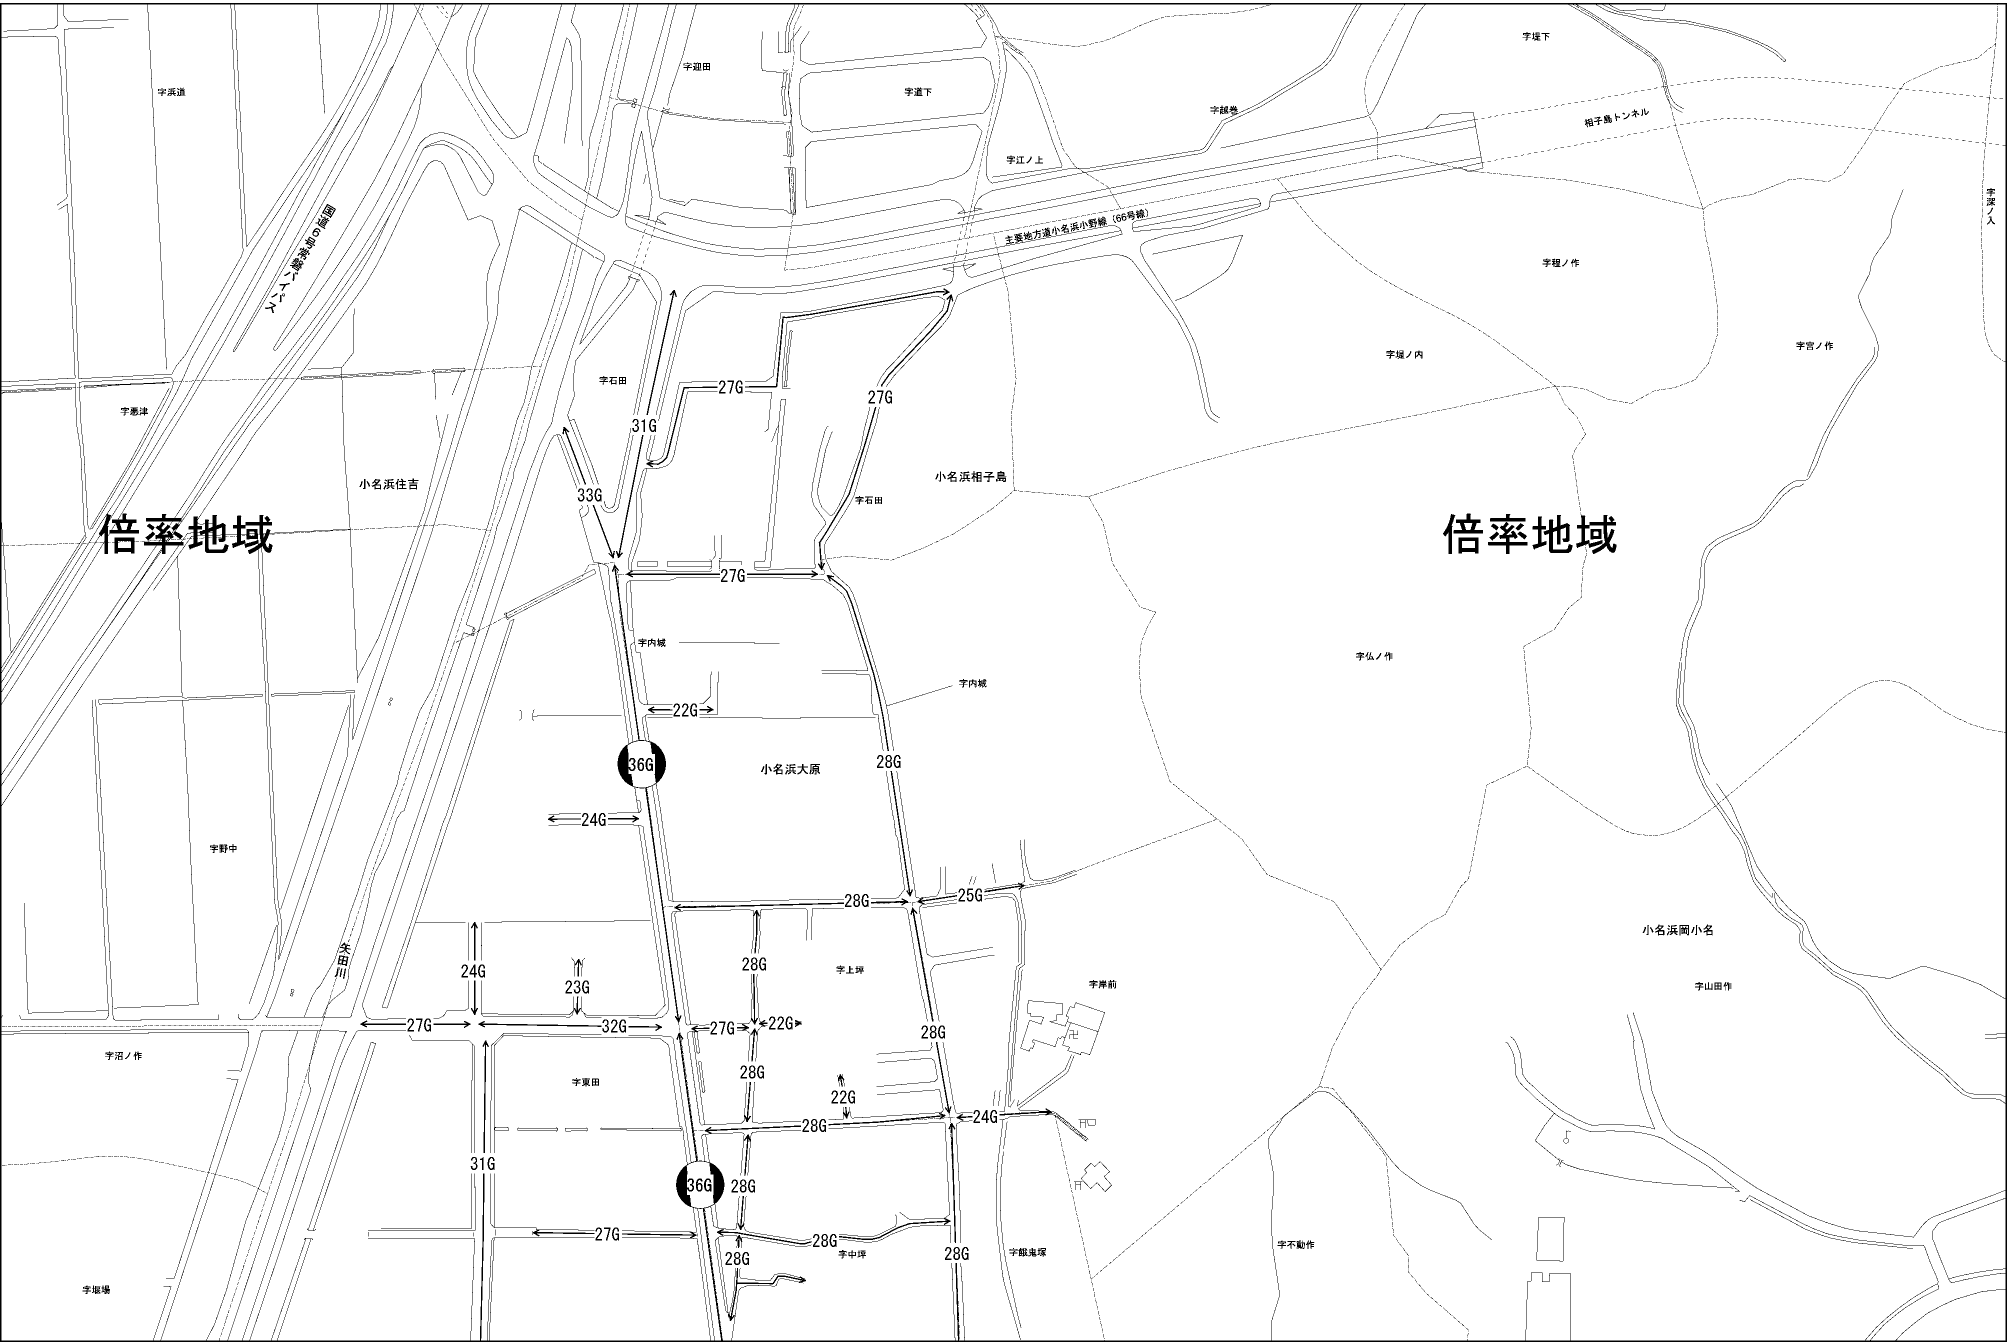 字堤下
字迎田
字浜道
字道下
字越巻
相子島トンネル
字江ノ上
字深ノ入
国道6号常磐バイパス
主要地方道小名浜小野線（66号線）
字程ノ作
字宮ノ作
字堤ノ内
字石田
27G
27G
字悪津
31G
小名浜相子島
小名浜住吉
33G
字石田
倍率地域
倍率地域
27G
字内城
字仏ノ作
字内城
22G
28G
36G
小名浜大原
24G
字野中
25G
28G
小名浜岡小名
矢田川
28G
24G
字上坪
23G
字岸前
字山田作
27G
32G
27G
22G
28G
字沼ノ作
28G
字東田
22G
24G
28G
31G
36G
28G
27G
28G
28G
字中坪
28G
字餓鬼塚
字不動作
字堰場